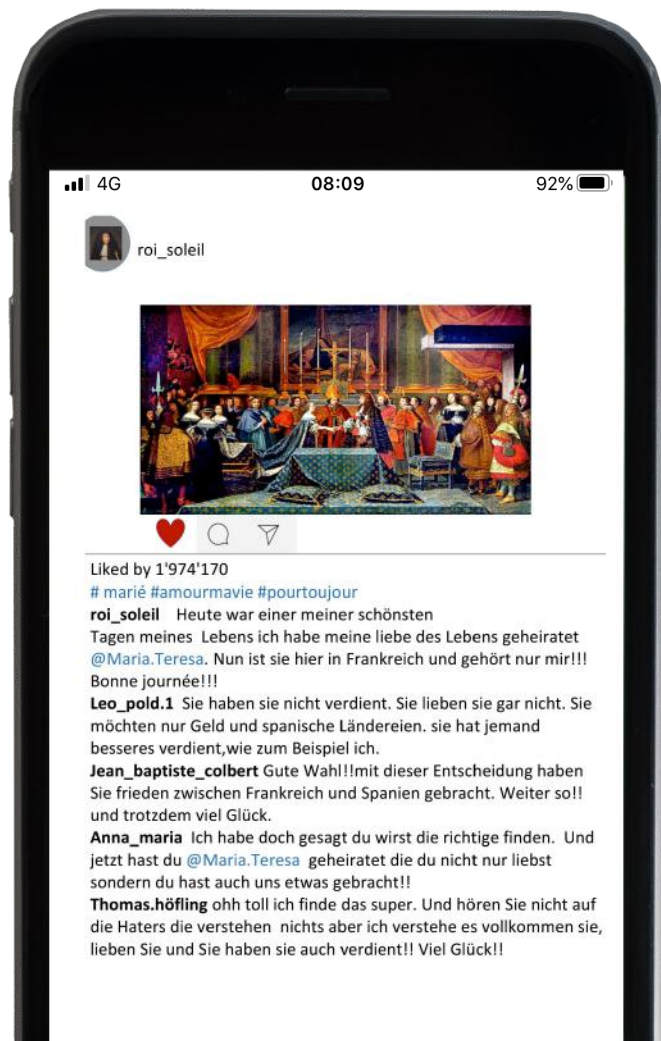 4G 08:09 92%
roi_soleil
Liked by 1'974'170
# marié #amourmavie #pourtoujour
roi_soleil Heute war einer meiner schönsten
Tagen meines Lebens ich habe meine liebe des Lebens geheiratet
@Maria.Teresa. Nun ist sie hier in Frankreich und gehört nur mir!!!
Bonne journée!!!
Leo_pold.1 Sie haben sie nicht verdient. Sie lieben sie gar nicht. Sie
möchten nur Geld und spanische Ländereien. sie hat jemand
besseres verdient,wie zum Beispiel ich.
Jean_baptiste_colbert Gute Wahl!!mit dieser Entscheidung haben
Sie frieden zwischen Frankreich und Spanien gebracht. Weiter so!!
und trotzdem viel Glück.
Anna_maria Ich habe doch gesagt du wirst die richtige finden. Und
jetzt hast du @Maria.Teresa geheiratet die du nicht nur liebst
sondern du hast auch uns etwas gebracht!!
Thomas.höfling ohh toll ich finde das super. Und hören Sie nicht auf
die Haters die verstehen nichts aber ich verstehe es vollkommen sie,
lieben Sie und Sie haben sie auch verdient!! Viel Glück!!